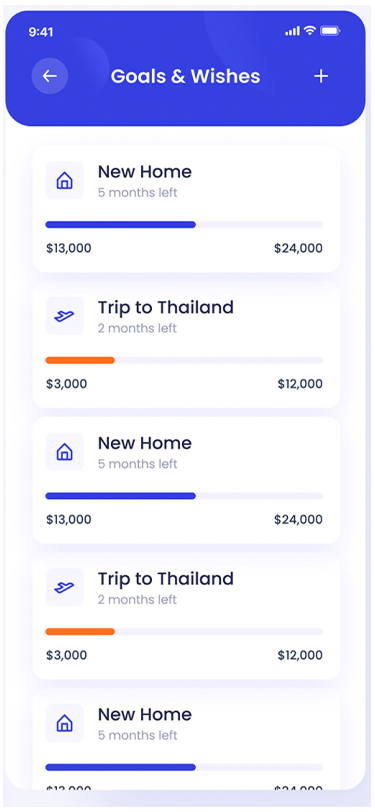 9:41
Goals & Wishes
New Home
5 months left
$13,000 $24,000
Trip to Thailand
2 months left
$3,000 $12,000
New Home
5 months left
$13,000 $24,000
Trip to Thailand
2 months left
$3,000 $12,000
New Home
5 months left